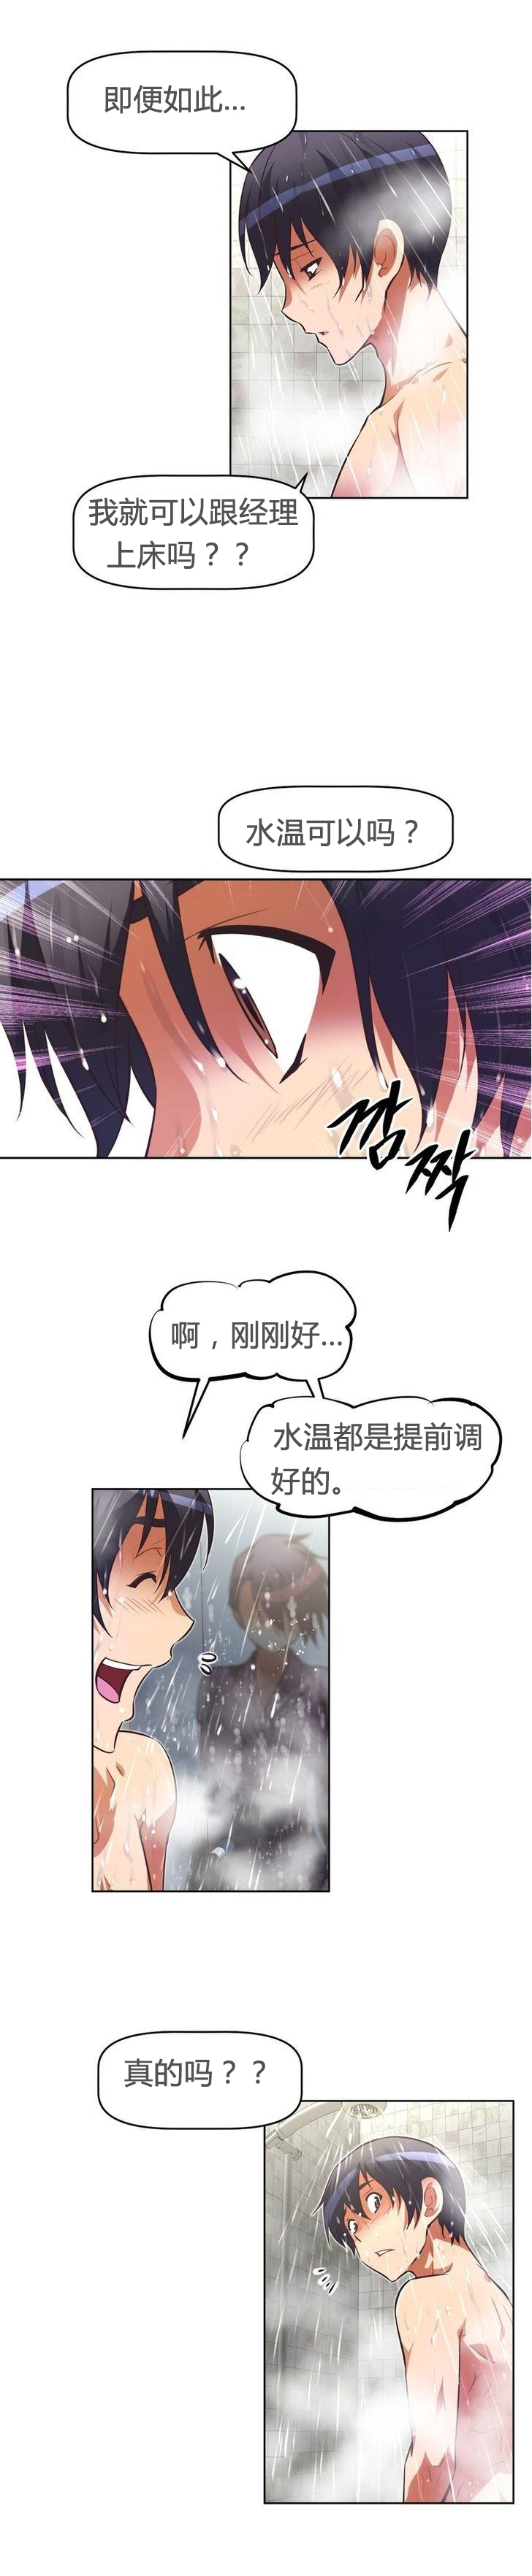 即便如此...
我就可以跟经理
上床吗？？
水温可以吗？
깜짝
啊，刚刚好...
水温都是提前调
好的。
真的吗？？